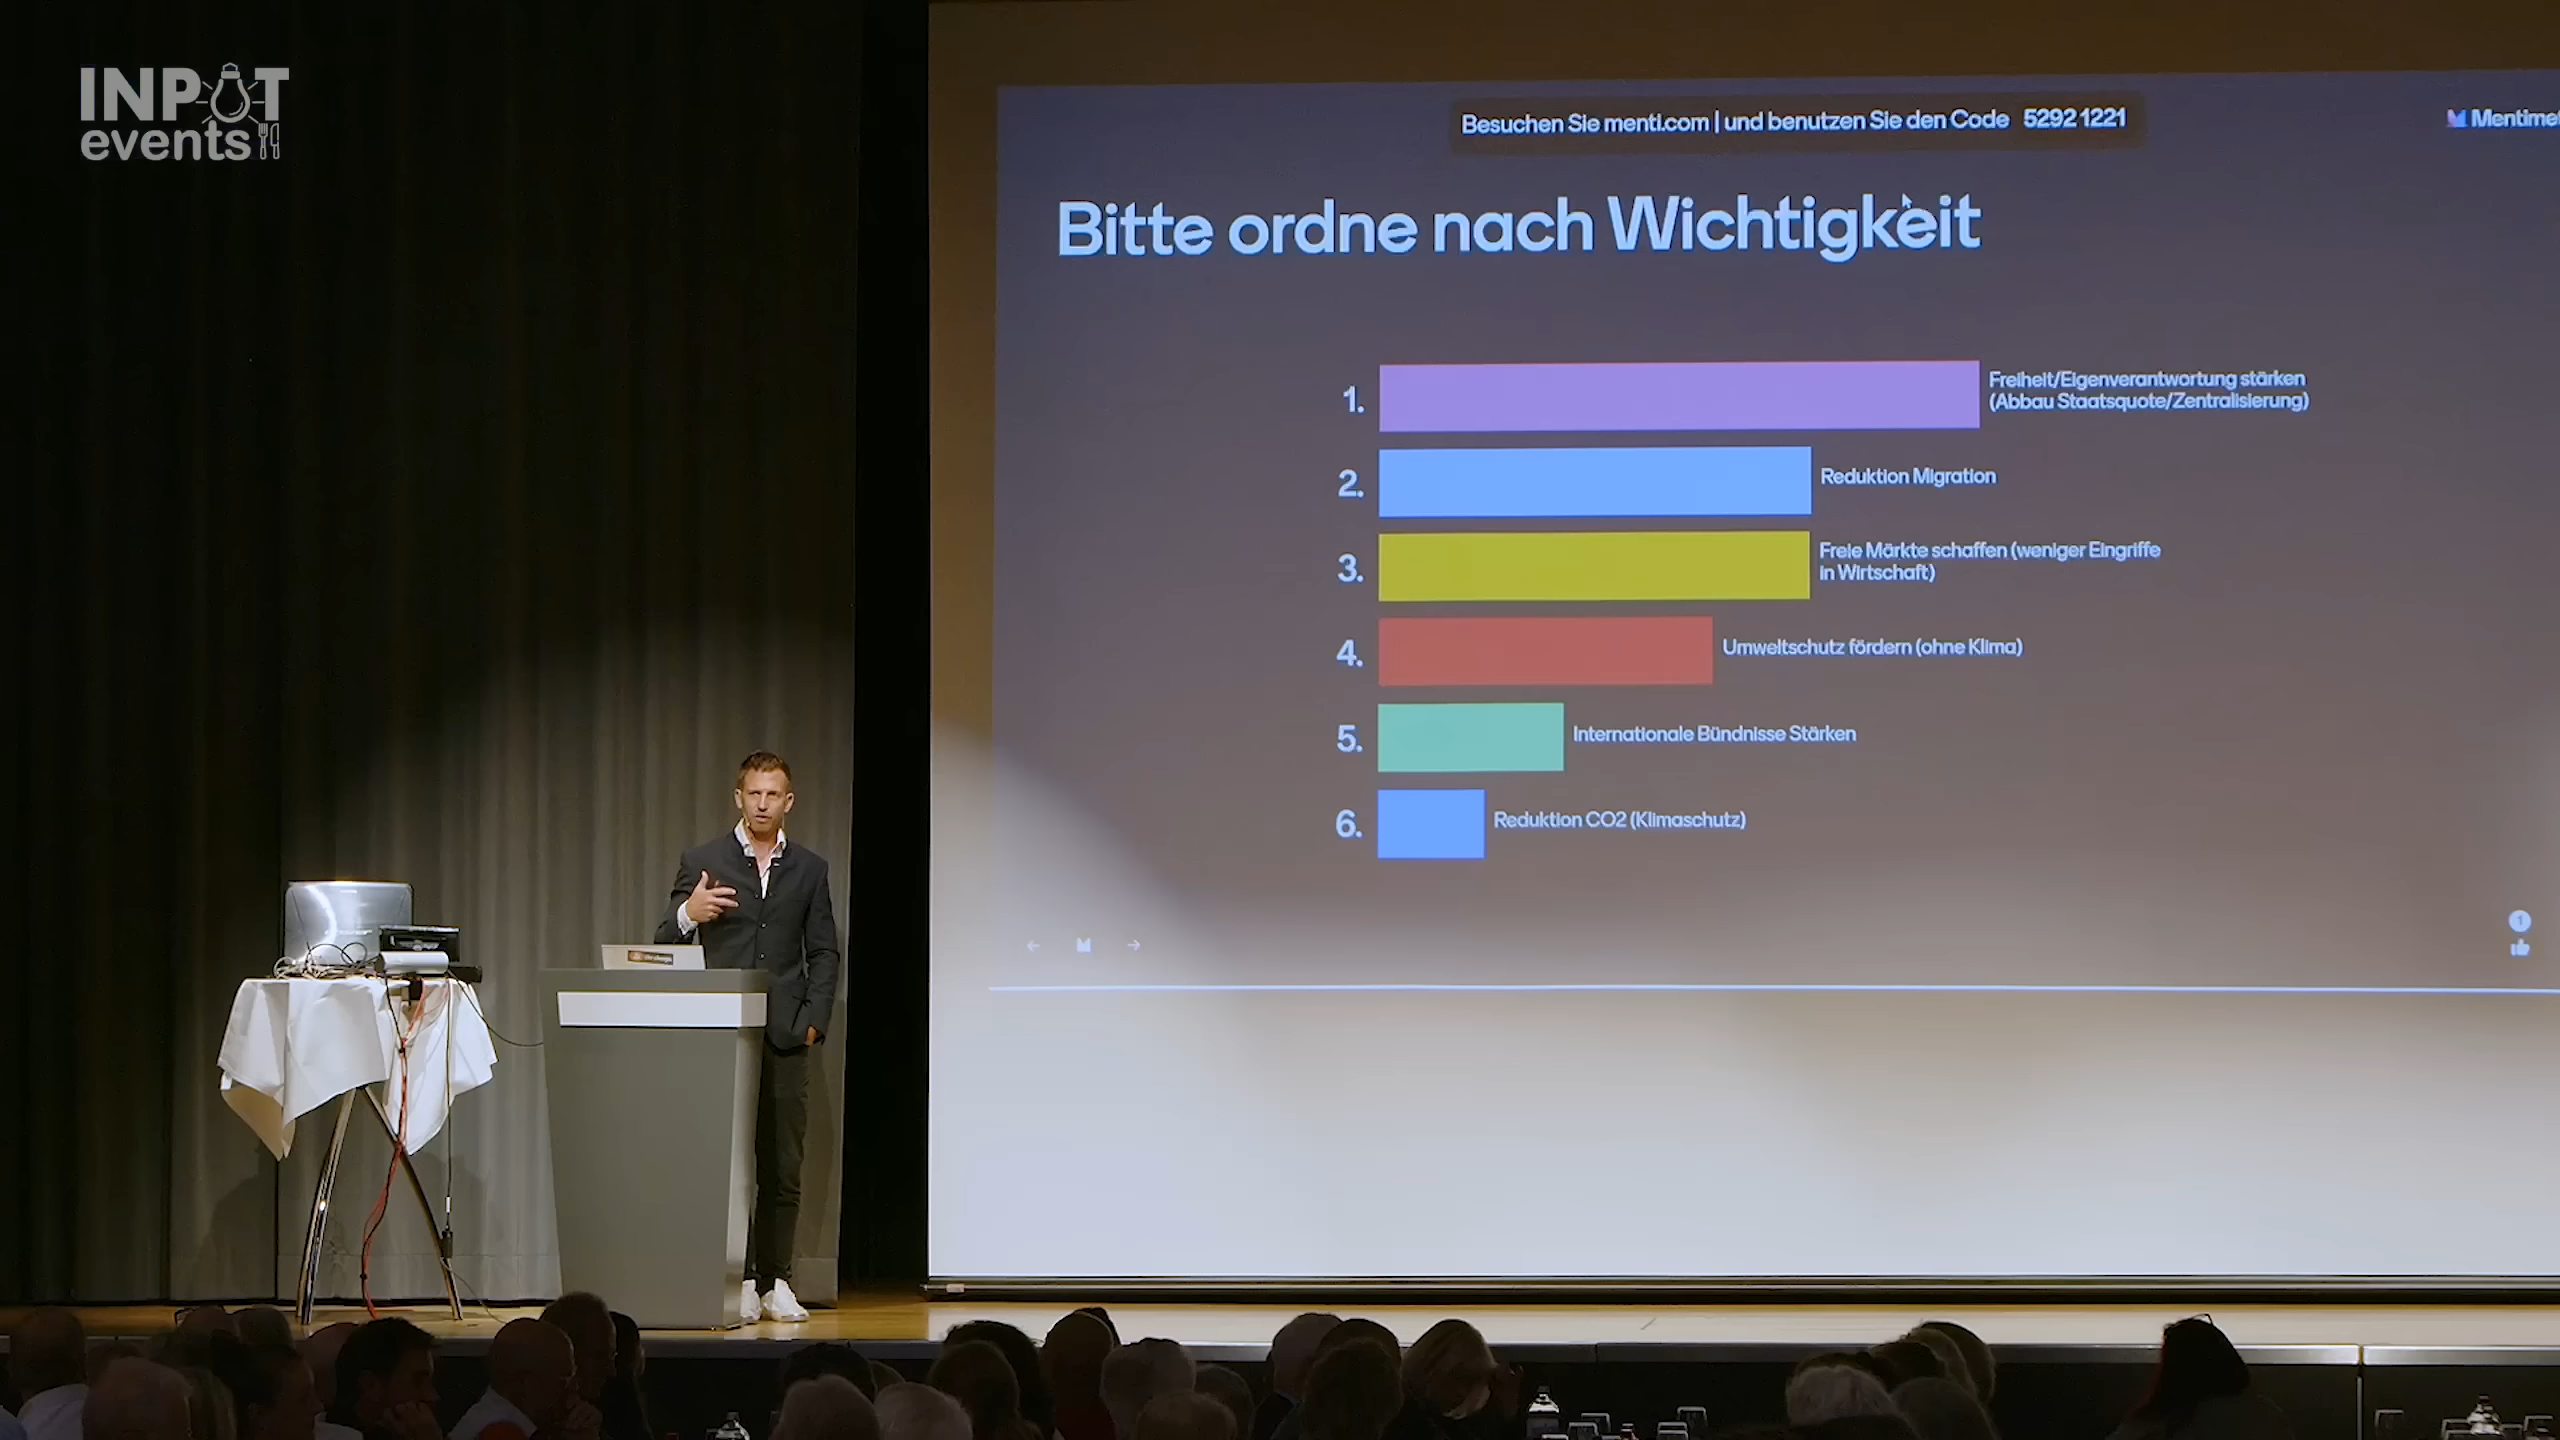 INPUT
events
Besuchen Sie menti.com | und benutzen Sie den Code 5292 1221
Bitte ordne nach Wichtigkeit
1.
Freiheit/Eigenverantwortung stärken
(Abbau Staatsquote/Zentralisierung)
2.
Reduktion Migration
3.
Freie Märkte schaffen (weniger Eingriffe
in Wirtschaft)
4.
Umweltschutz fördern (ohne Klima)
5.
Internationale Bündnisse Stärken
6.
Reduktion CO2 (Klimaschutz)
1